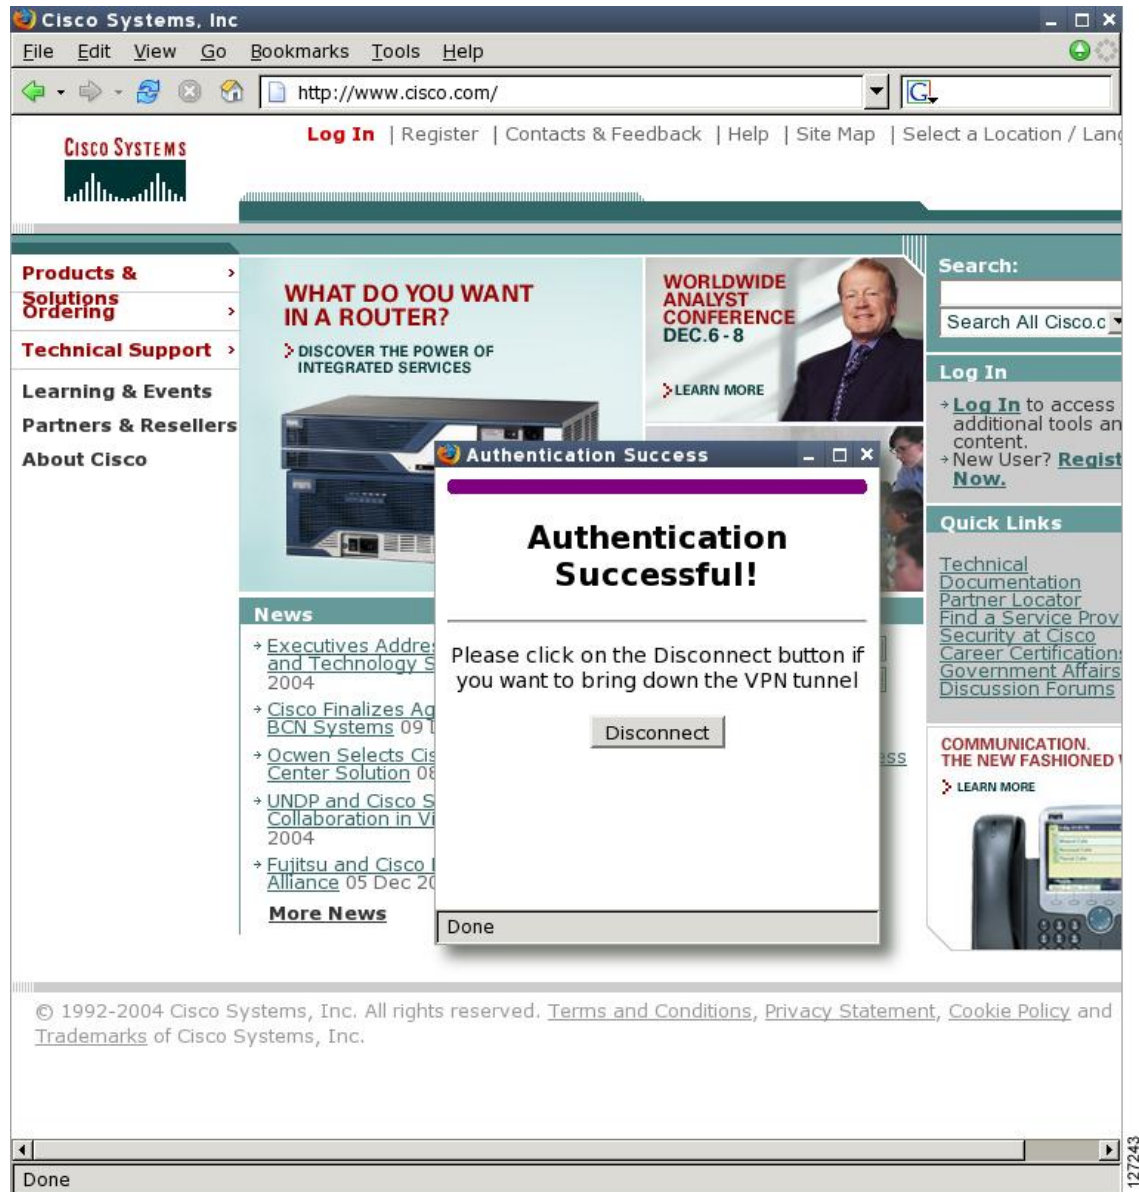 Cisco Systems, Inc
File Edit View Go Bookmarks Tools Help
http://www.cisco.com/
G
CISCO SYSTEMS
Log In | Register | Contacts & Feedback | Help | Site Map | Select a Location / Lang
Products &
Solutions
Ordering
Technical Support
Learning & Events
Partners & Resellers
About Cisco
WHAT DO YOU WANT
IN A ROUTER?
DISCOVER THE POWER OF
INTEGRATED SERVICES
WORLDWIDE
ANALYST
CONFERENCE
DEC.6 - 8
LEARN MORE
Search:
Search All Cisco.c
Log In
Log In to access
additional tools an
content.
New User? Regist
Now.
Quick Links
Technical
Documentation
Partner Locator
Find a Service Prov
Security at Cisco
Career Certifications
Government Affairs
Discussion Forums
COMMUNICATION.
THE NEW FASHIONED
LEARN MORE
News
Executives Addre
and Technology S
2004
Cisco Finalizes Ag
BCN Systems 09
Ocwen Selects Cis
Center Solution 08
UNDP and Cisco S
Collaboration in Vi
2004
Fujitsu and Cisco
Alliance 05 Dec 20
More News
ess
Authentication Success
Authentication
Successful!
Please click on the Disconnect button if
you want to bring down the VPN tunnel
Disconnect
Done
© 1992-2004 Cisco Systems, Inc. All rights reserved. Terms and Conditions, Privacy Statement, Cookie Policy and
Trademarks of Cisco Systems, Inc.
Done
127243